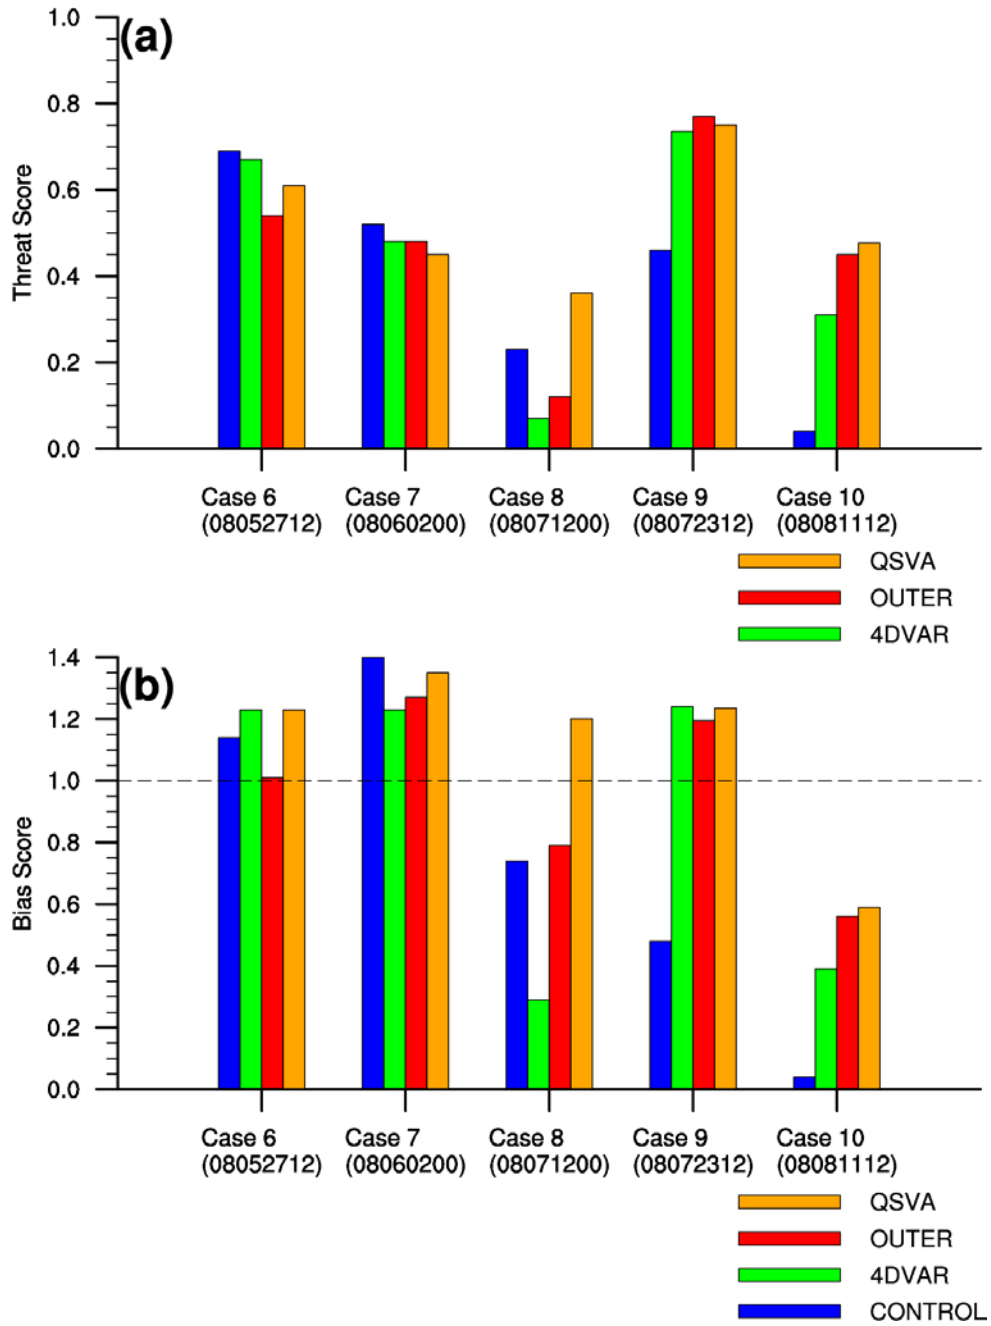 (a)
1.0
0.8
0.6
0.4
0.2
0.0
Threat Score
Case 6 Case 7 Case 8 Case 9 Case 10
(08052712) (08060200) (08071200) (08072312) (08081112)
QSVA
OUTER
4DVAR
(b)
1.4
1.2
1.0
0.8
0.6
0.4
0.2
0.0
Bias Score
Case 6 Case 7 Case 8 Case 9 Case 10
(08052712) (08060200) (08071200) (08072312) (08081112)
QSVA
OUTER
4DVAR
CONTROL